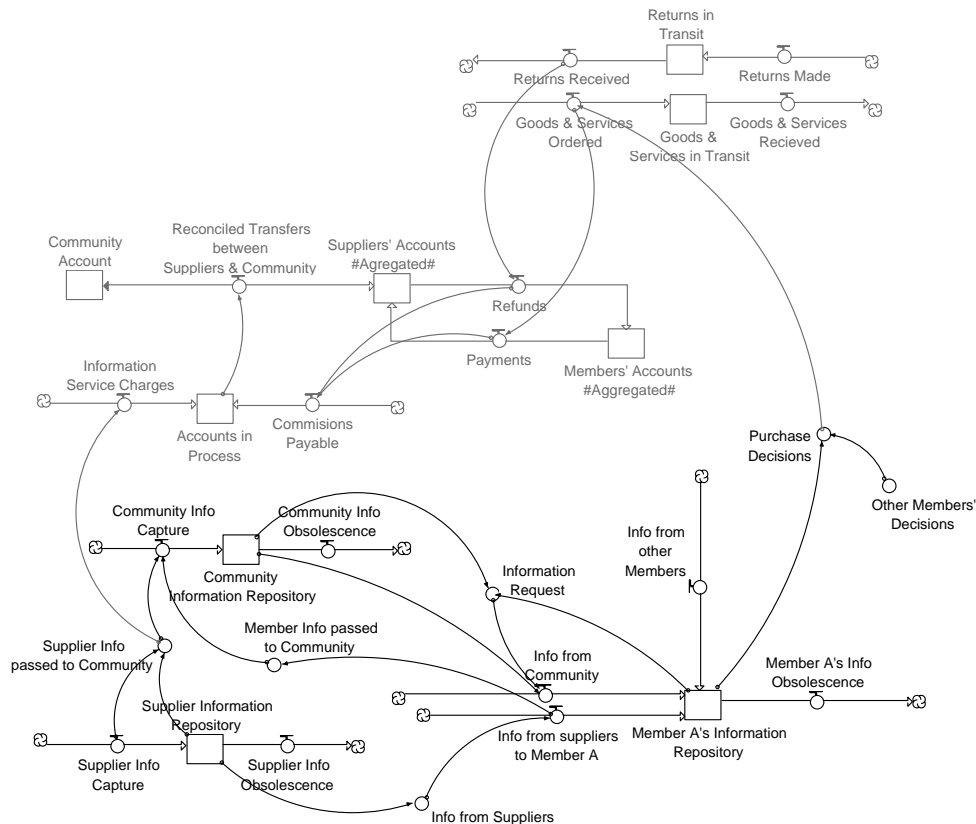 Returns in
Transit
Returns Received
Returns Made
Goods & Services
Ordered
Goods &
Services in Transit
Goods & Services
Recieved
Community
Account
Reconciled Transfers
between
Suppliers & Community
Suppliers' Accounts
#Agregated#
Refunds
Payments
Members' Accounts
#Aggregated#
Information
Service Charges
Accounts in
Process
Commisions
Payable
Purchase
Decisions
Other Members'
Decisions
Community Info
Capture
Community Info
Obsolescence
Community
Information Repository
Information
Request
Info from
other
Members
Supplier Info
passed to Community
Member Info passed
to Community
Info from
Community
Member A's Info
Obsolescence
Supplier Information
Repository
Info from suppliers
to Member A
Member A's Information
Repository
Supplier Info
Capture
Supplier Info
Obsolescence
Info from Suppliers